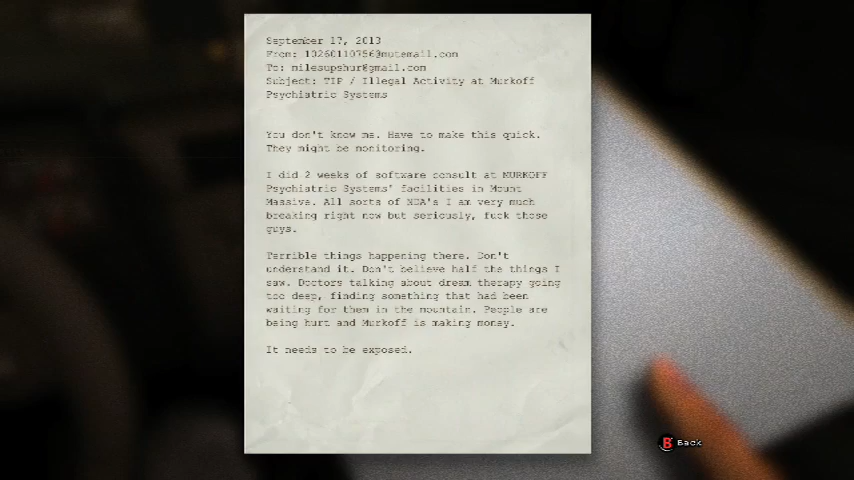 September 17, 2013
From: 13260110756@mutemail.com
To: milesupshur@gmail.com
Subject: TIP / Illegal Activity at Murkoff
Psychiatric Systems
You don't know me. Have to make this quick.
They might be monitoring.
I did 2 weeks of software consult at MURKOFF
Psychiatric Systems' facilities in Mount
Massive. All sorts of NDA's I am very much
breaking right now but seriously, fuck those
guys.
Terrible things happening there. Don't
understand it. Don't believe half the things I
saw. Doctors talking about dream therapy going
too deep, finding something that had been
waiting for them in the mountain. People are
being hurt and Murkoff is making money.
It needs to be exposed.
B Back